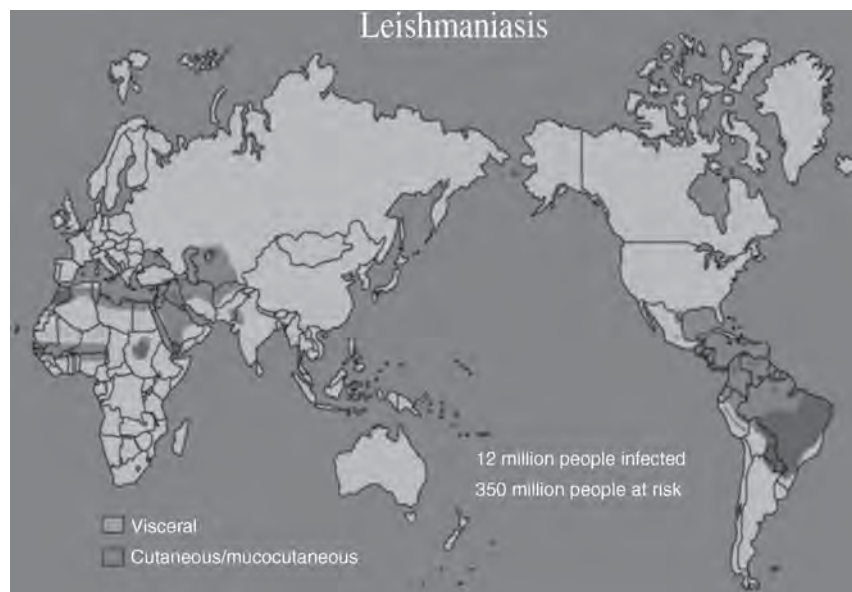 Leishmaniasis
12 million people infected
350 million people at risk
Visceral
Cutaneous/mucocutaneous